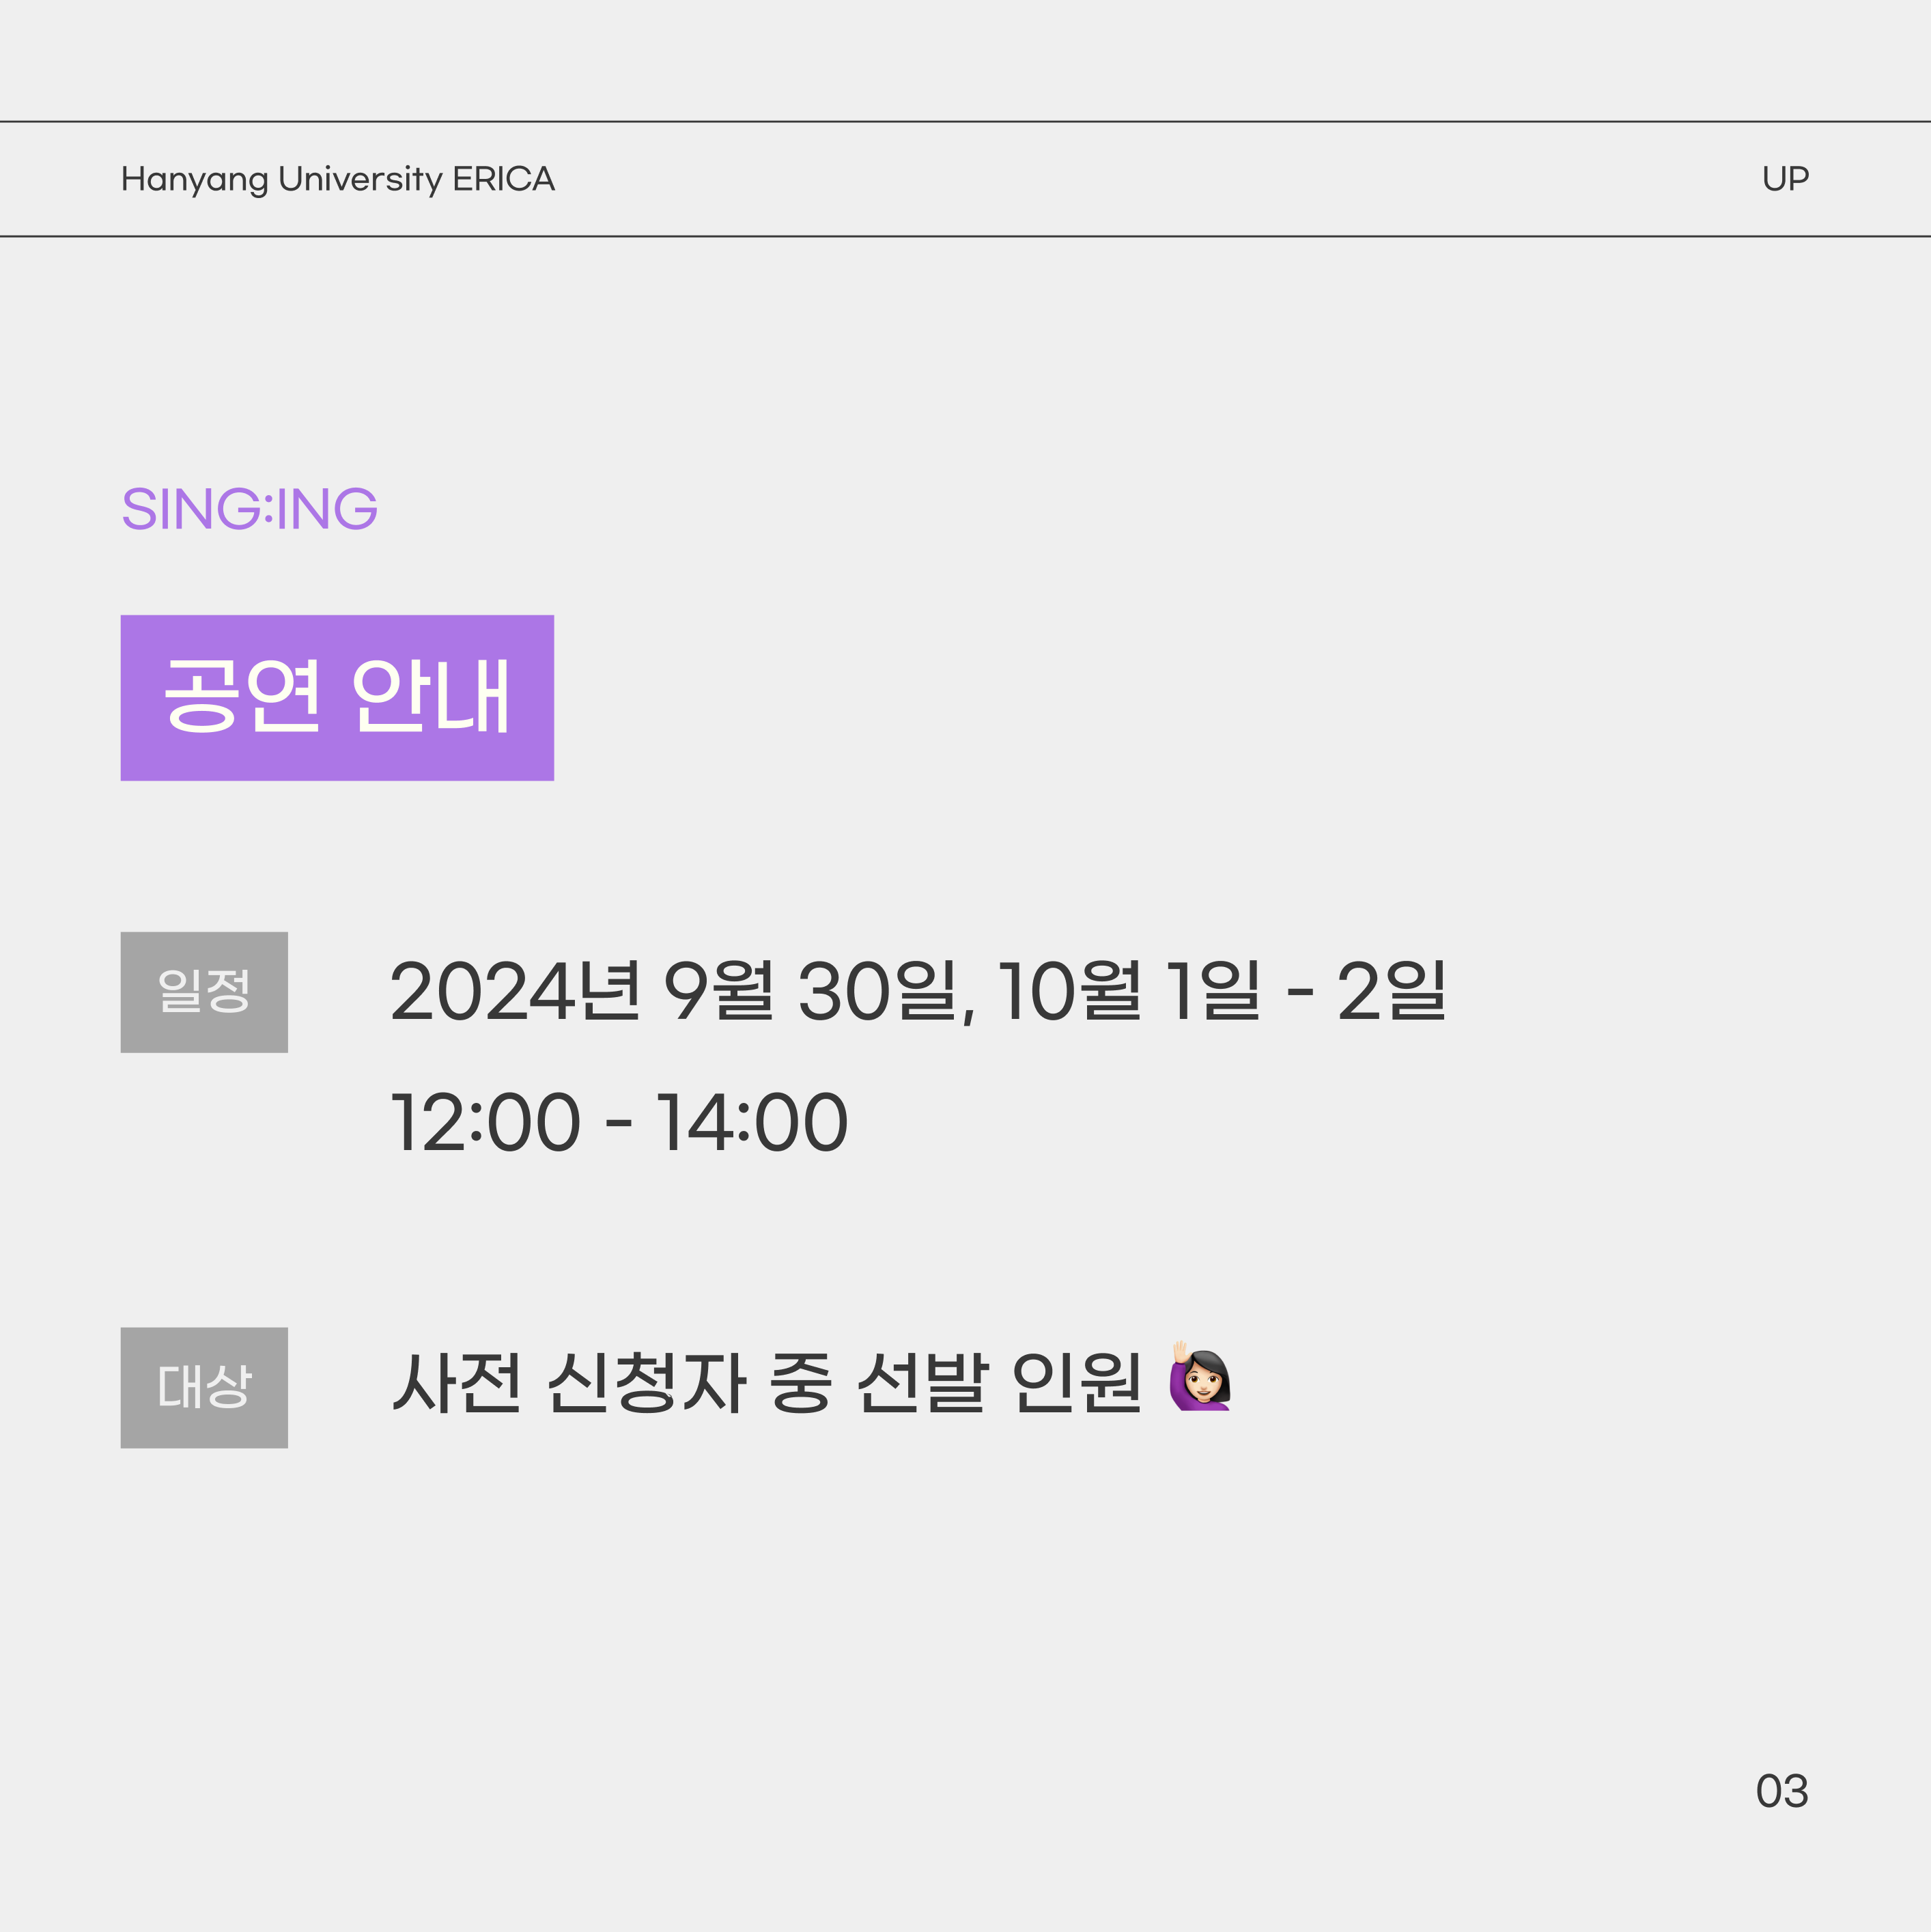 Hanyang University ERICA
UP
SING:ING
공연 안내
일정
2024년 9월 30일, 10월 1일 - 2일
12:00 - 14:00
대상
사전 신청자 중 선발 인원 🙋🏻‍♀️
03